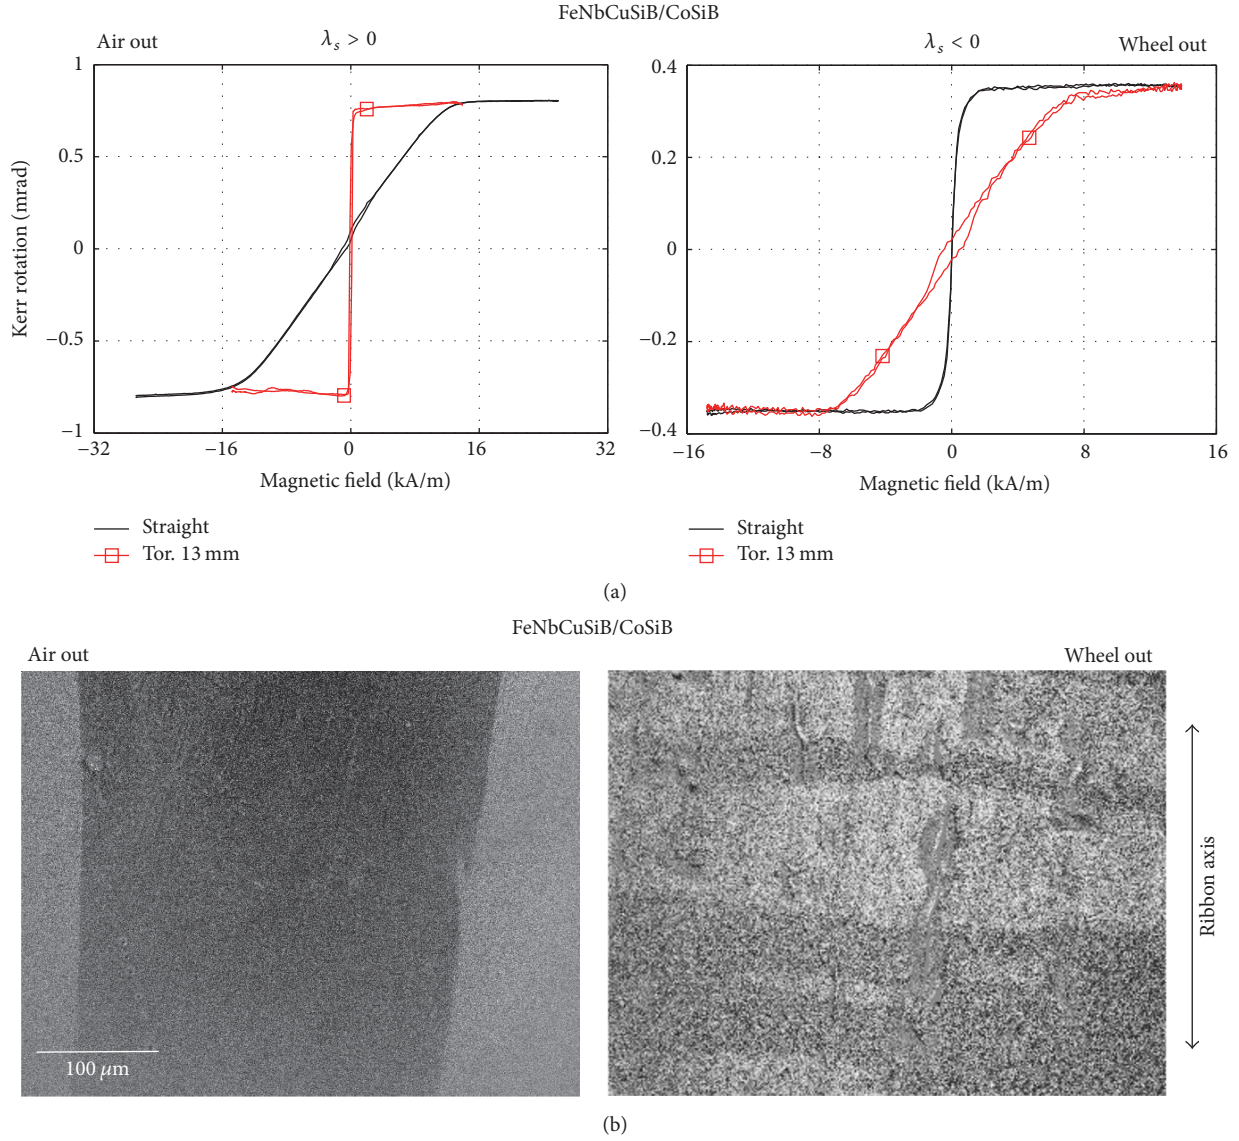 FeNbCuSiB/CoSiB
Air out
λs > 0
λs < 0
Wheel out
Kerr rotation (mrad)
1
0.5
0
−0.5
−1
−32
−16
0
16
32
Magnetic field (kA/m)
0.4
0.2
0
−0.2
−0.4
−16
−8
0
8
16
Magnetic field (kA/m)
Straight
Tor. 13 mm
Straight
Tor. 13 mm
(a)
FeNbCuSiB/CoSiB
Air out
Wheel out
100 μm
Ribbon axis
(b)